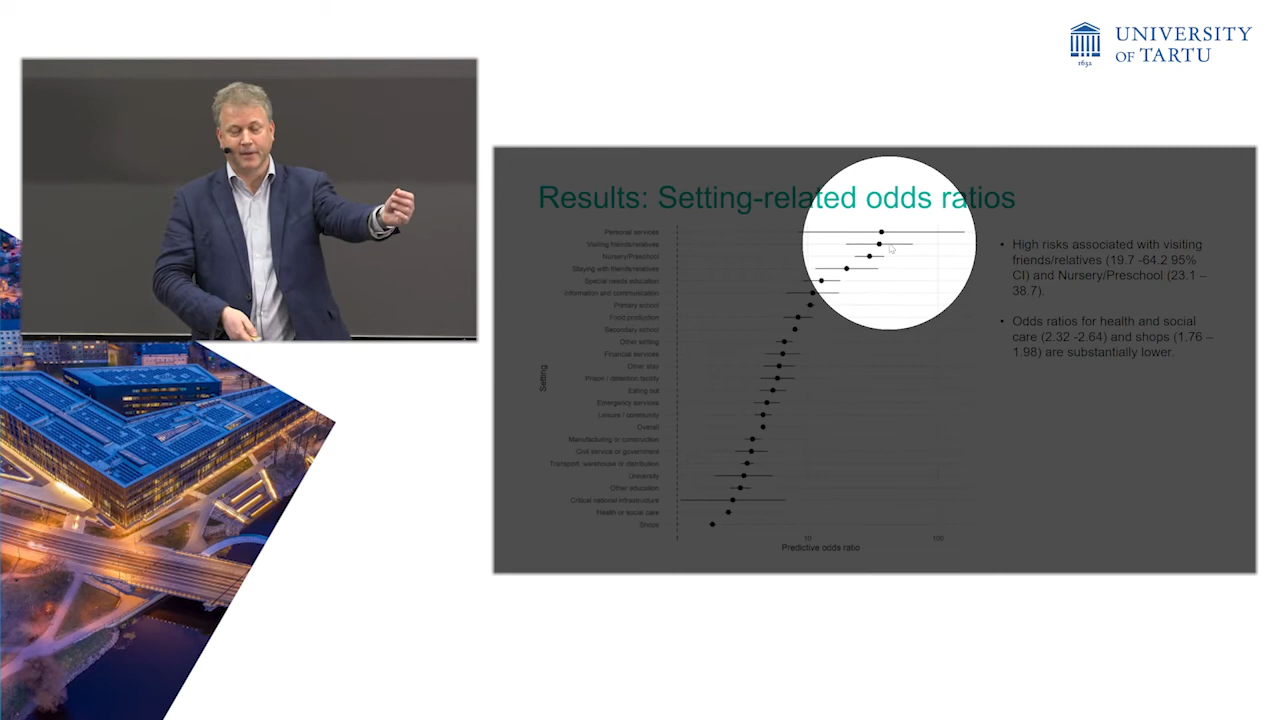 UNIVERSITY
OF TARTU
1632
Results: Setting-related odds ratios
Personal services
Visiting friends/relatives
Nursery/Preschool
Staying with friends/relatives
Special needs education
Information and communication
Primary school
Food production
Secondary school
Other setting
Financial services
Other stay
Prison / detention facility
Eating out
Emergency services
Leisure / community
Overall
Manufacturing or construction
Civil service or government
Transport, warehouse or distribution
University
Other education
Critical national infrastructure
Health or social care
Shops
Setting
1
10
100
Predictive odds ratio
• High risks associated with visiting
friends/relatives (19.7 -64.2 95%
CI) and Nursery/Preschool (23.1 –
38.7).
• Odds ratios for health and social
care (2.32 -2.64) and shops (1.76 –
1.98) are substantially lower.